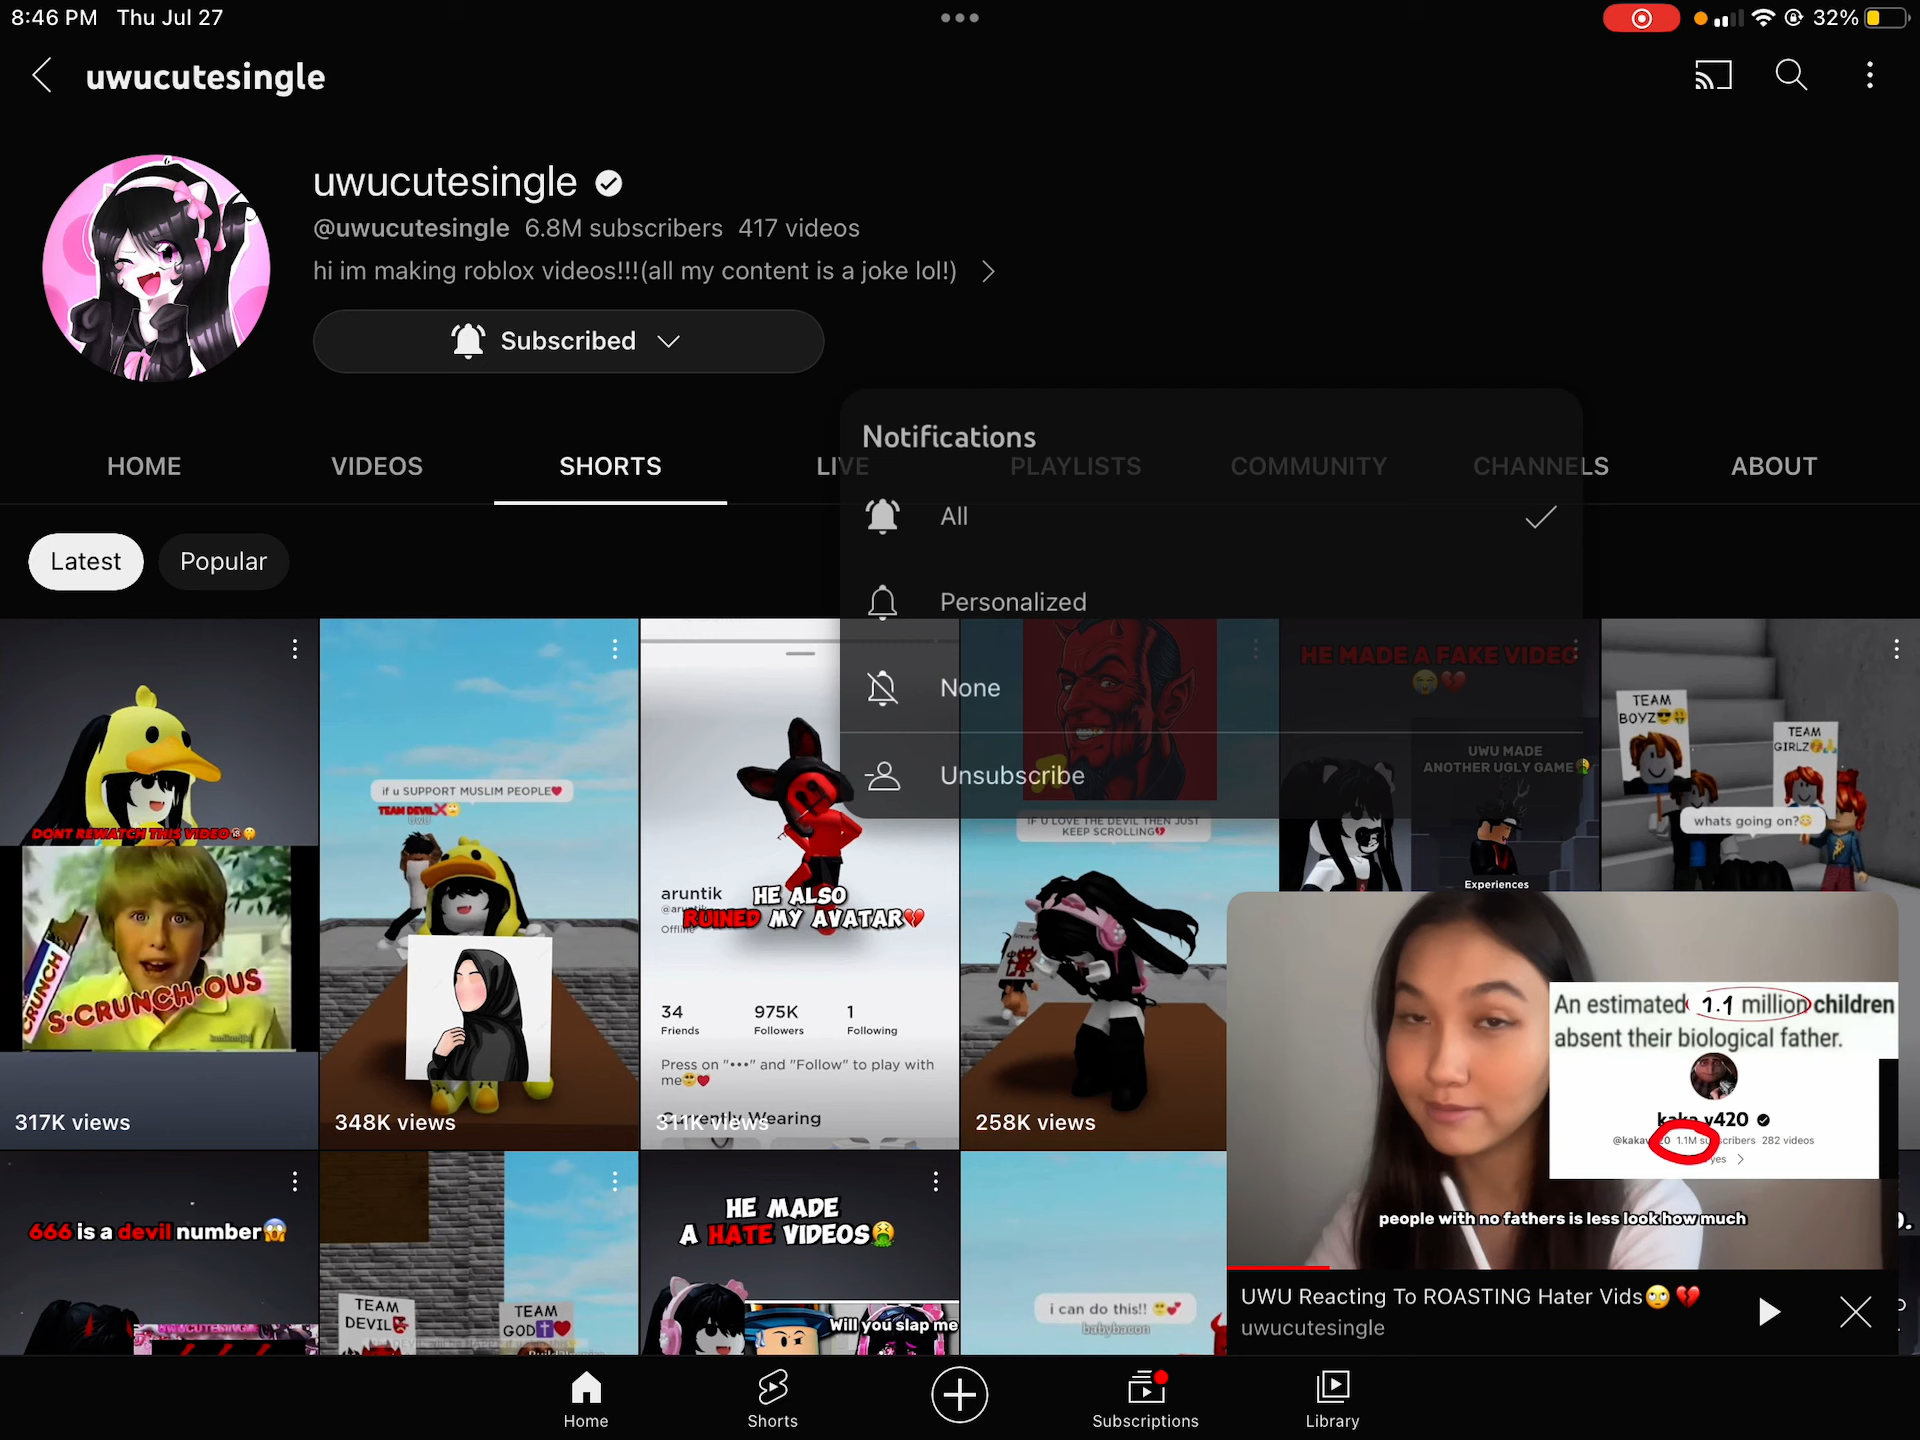 8:46 PM Thu Jul 27
32%
uwucutesingle
uwucutesingle
@uwucutesingle 6.8M subscribers 417 videos
hi im making roblox videos!!!(all my content is a joke lol!)
Subscribed
Notifications
HOME VIDEOS SHORTS LIVE PLAYLISTS COMMUNITY CHANNELS ABOUT
All
Latest Popular
Personalized
None
Unsubscribe
DONT REWATCH THIS VIDEO
CRUNCH
S-CRUNCH-OUS
317K views
if u SUPPORT MUSLIM PEOPLE❤
TEAM DEVIL❌🙄
UWU
348K views
aruntik
Offline
HE ALSO
RUINED MY AVATAR💔
34 975K 1
Friends Followers Following
Press on "•••" and "Follow" to play with
me🥺❤
Currently Wearing
311K views
IF U LOVE THE DEVIL THEN JUST
KEEP SCROLLING💔
258K views
HE MADE A FAKE VIDEO
😭💔
UWU MADE
ANOTHER UGLY GAME🤮
Experiences
TEAM
BOYZ😎🤑
TEAM
GIRLZ
whats going on?😳
An estimated 1.1 million children
absent their biological father.
kaka v420
1.1M subscribers 282 videos
yes
people with no fathers is less look how much
UWU Reacting To ROASTING Hater Vids🙄 💔
uwucutesingle
666 is a devil number😱
TEAM
DEVIL
TEAM
GOD✝❤
HE MADE
A HATE VIDEOS🤮
Will you slap me
i can do this!! 🥺💕
babybacon
Home Shorts Subscriptions Library